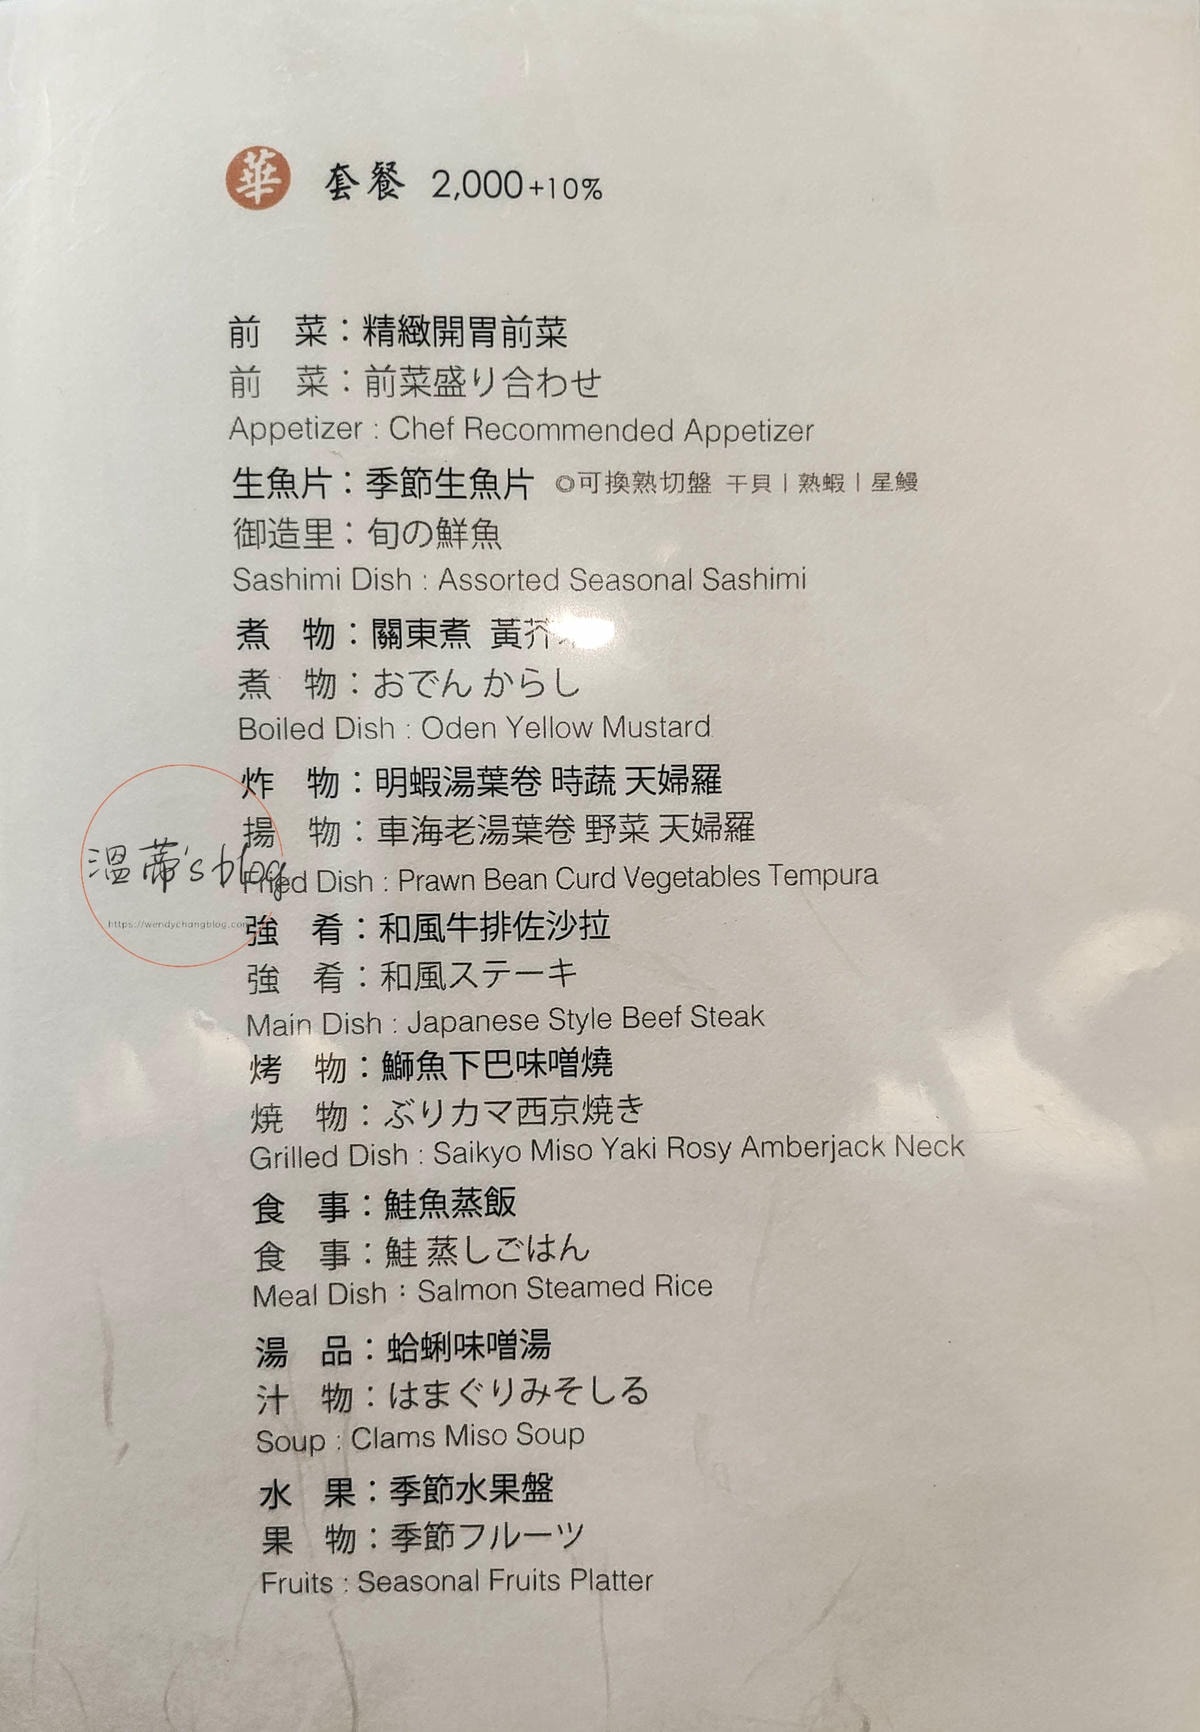 華 套餐 2,000+10%
前 菜：精緻開胃前菜
前 菜：前菜盛り合わせ
Appetizer : Chef Recommended Appetizer
生魚片：季節生魚片 ◎可換熟切盤 干貝 | 熟蝦 | 星鰻
御造里：旬の鮮魚
Sashimi Dish : Assorted Seasonal Sashimi
煮 物：關東煮 黃芥
煮 物：おでん からし
Boiled Dish : Oden Yellow Mustard
炸 物：明蝦湯葉卷 時蔬 天婦羅
揚 物：車海老湯葉卷 野菜 天婦羅
溫蒂's blog
Fried Dish : Prawn Bean Curd Vegetables Tempura
https://wendychangblog.com
強 肴：和風牛排佐沙拉
強 肴：和風ステーキ
Main Dish : Japanese Style Beef Steak
烤 物：鰤魚下巴味噌燒
焼 物：ぶりカマ西京焼き
Grilled Dish : Saikyo Miso Yaki Rosy Amberjack Neck
食 事：鮭魚蒸飯
食 事：鮭 蒸しごはん
Meal Dish：Salmon Steamed Rice
湯 品：蛤蜊味噌湯
汁 物：はまぐりみそしる
Soup : Clams Miso Soup
水 果：季節水果盤
果 物：季節フルーツ
Fruits : Seasonal Fruits Platter